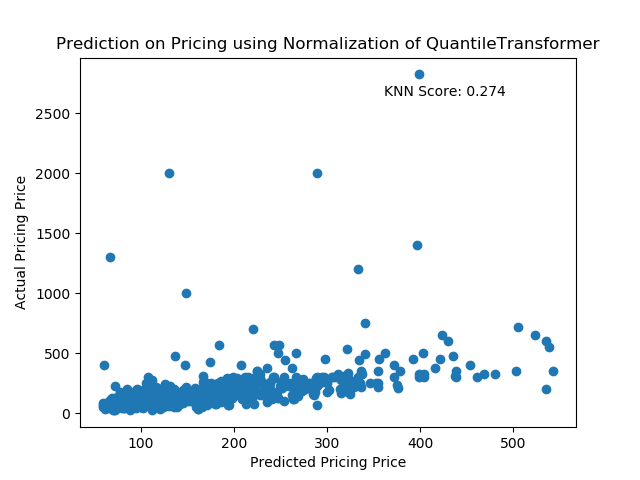 Prediction on Pricing using Normalization of QuantileTransformer
KNN Score: 0.274
2500
2000
1500
1000
500
0
Actual Pricing Price
100 200 300 400 500
Predicted Pricing Price